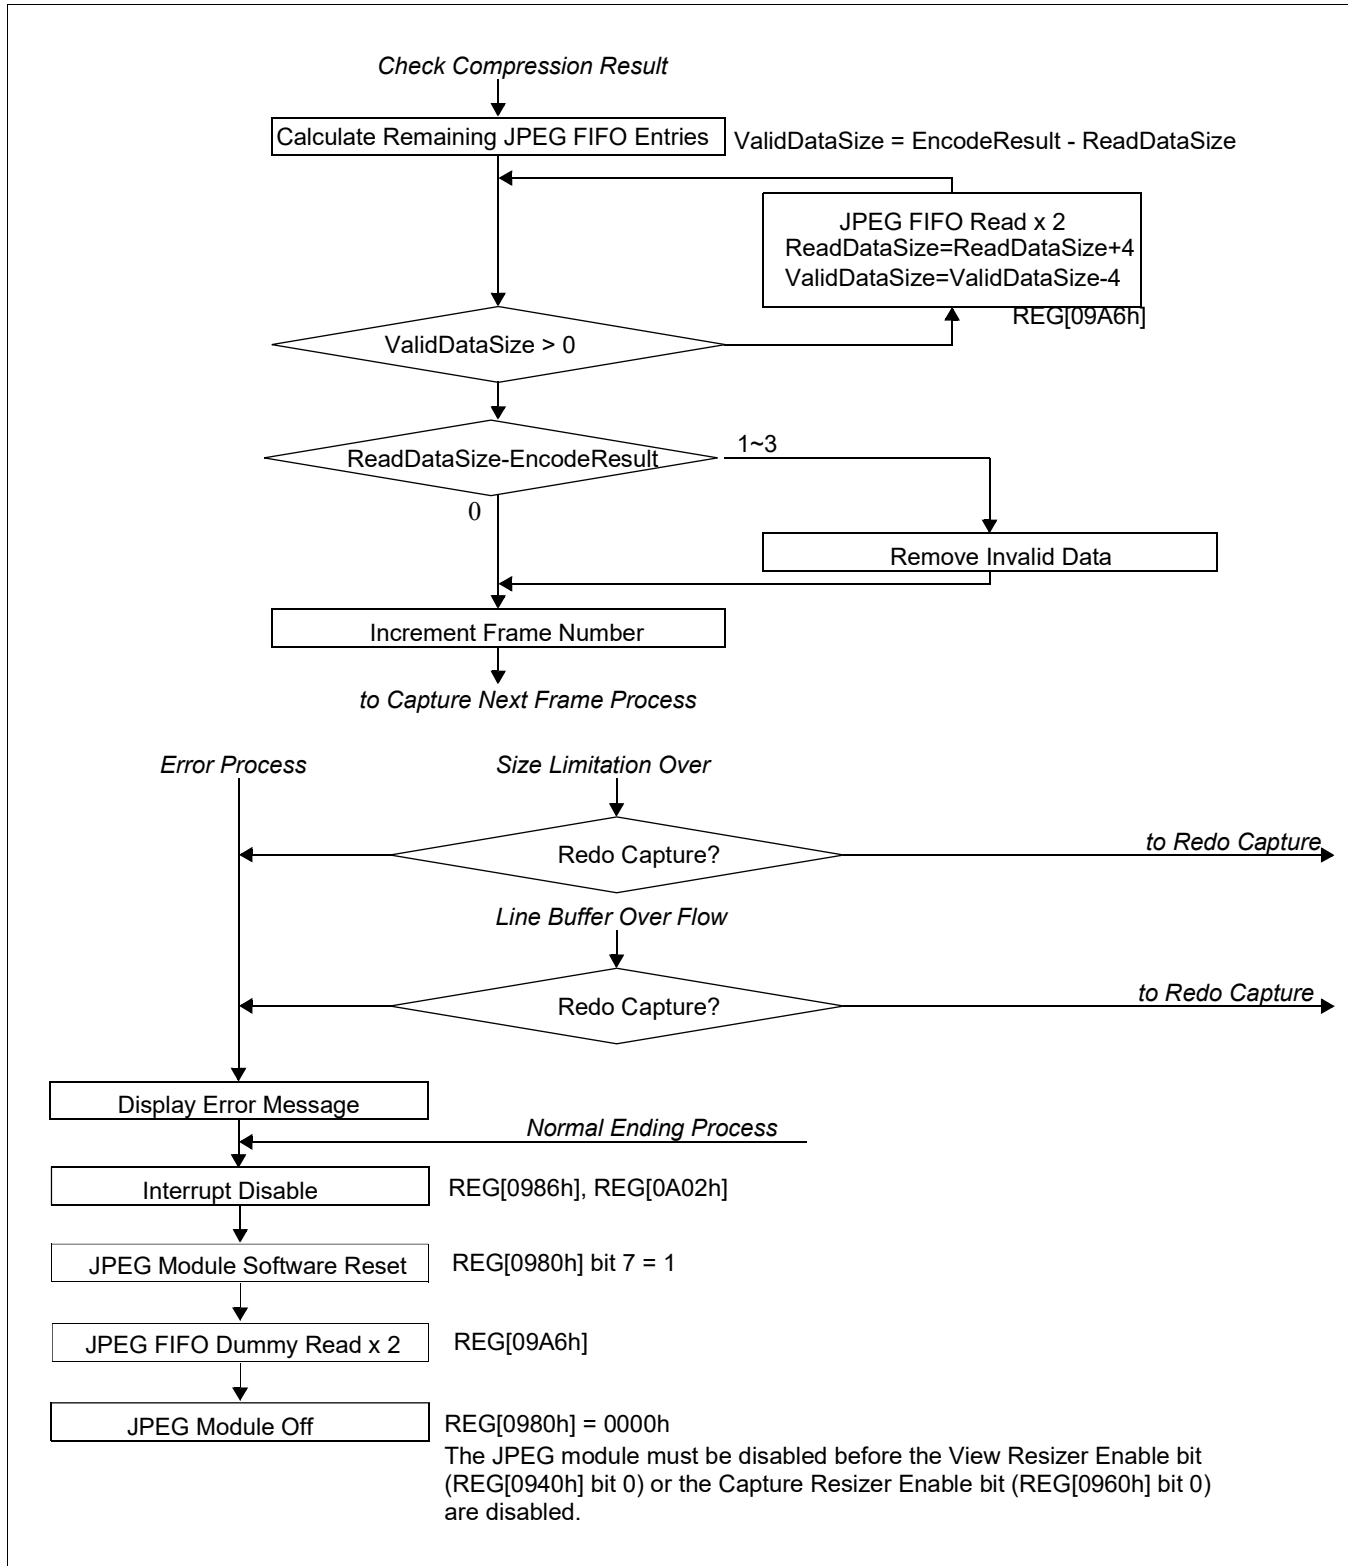 Check Compression Result
Calculate Remaining JPEG FIFO Entries
ValidDataSize = EncodeResult - ReadDataSize
JPEG FIFO Read x 2
ReadDataSize=ReadDataSize+4
ValidDataSize=ValidDataSize-4
REG[09A6h]
ValidDataSize > 0
ReadDataSize-EncodeResult
1~3
0
Remove Invalid Data
Increment Frame Number
to Capture Next Frame Process
Error Process
Size Limitation Over
Redo Capture?
to Redo Capture
Line Buffer Over Flow
Redo Capture?
to Redo Capture
Display Error Message
Normal Ending Process
Interrupt Disable
REG[0986h], REG[0A02h]
JPEG Module Software Reset
REG[0980h] bit 7 = 1
JPEG FIFO Dummy Read x 2
REG[09A6h]
JPEG Module Off
REG[0980h] = 0000h
The JPEG module must be disabled before the View Resizer Enable bit
(REG[0940h] bit 0) or the Capture Resizer Enable bit (REG[0960h] bit 0)
are disabled.